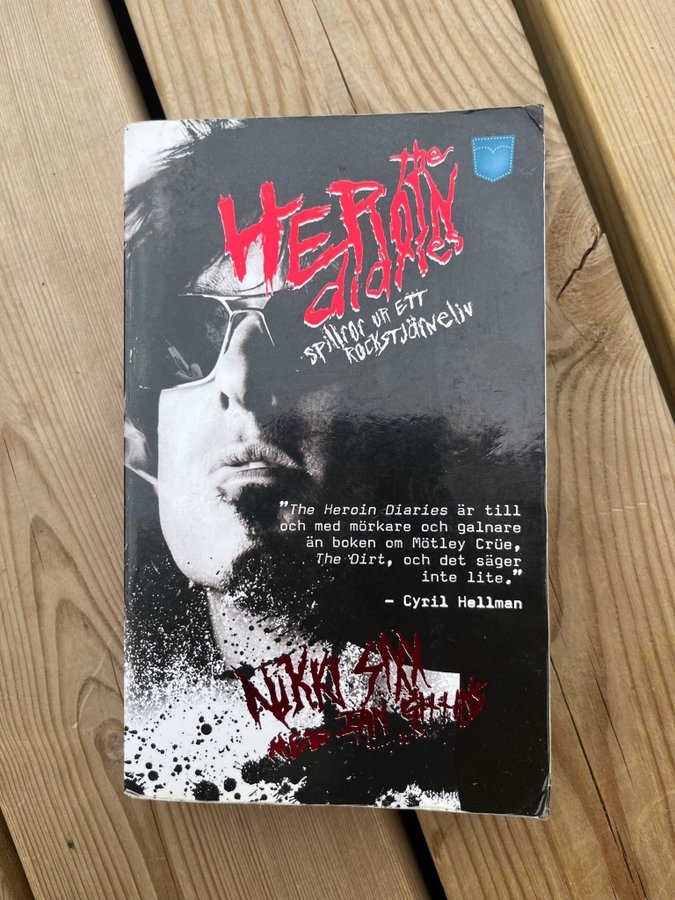 the
HEROIN
diaries
spillror ur ETT
ROCKSTJärNeliv
"The Heroin Diaries är till
och med mörkare och galnare
än boken om Mötley Crüe,
The Dirt, och det säger
inte lite."
– Cyril Hellman
NIKKI SIXX
MED IAN GITTINS